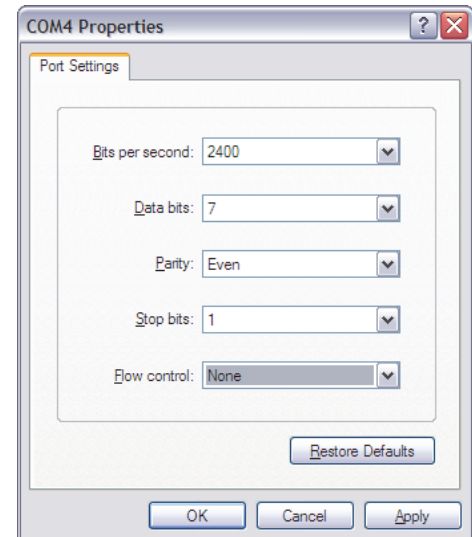 COM4 Properties
Port Settings
Bits per second: 2400
Data bits: 7
Parity: Even
Stop bits: 1
Flow control: None
Restore Defaults
OK Cancel Apply